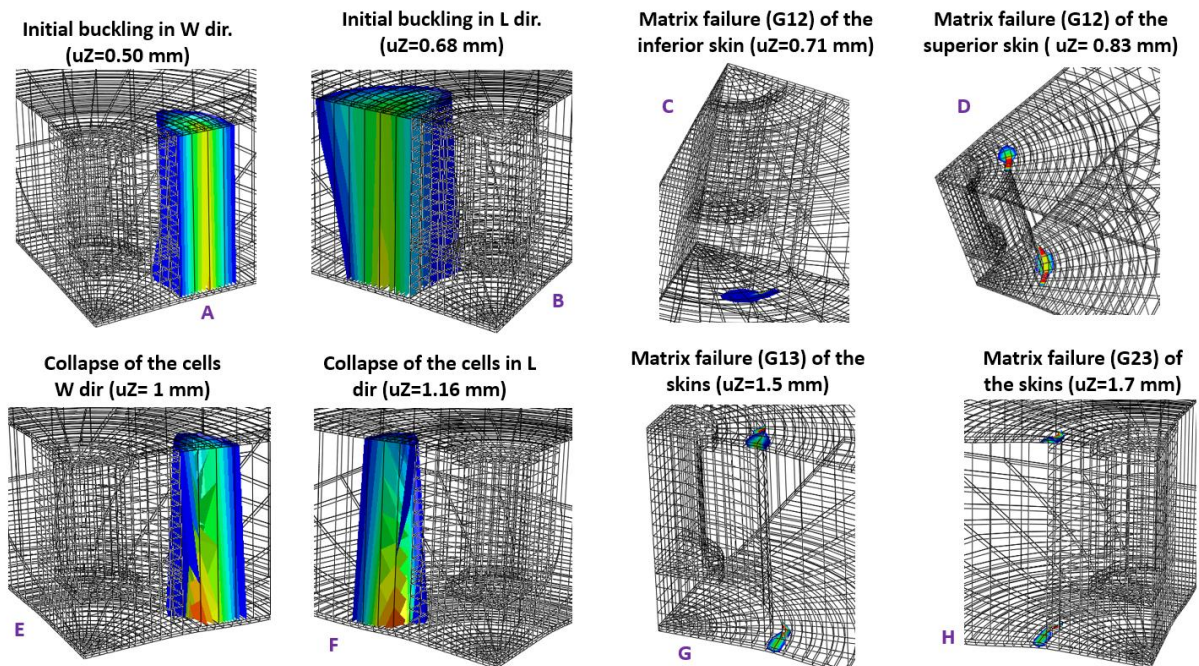 Initial buckling in W dir.
(uZ=0.50 mm)
Initial buckling in L dir.
(uZ=0.68 mm)
Matrix failure (G12) of the
inferior skin (uZ=0.71 mm)
Matrix failure (G12) of the
superior skin ( uZ= 0.83 mm)
A
B
C
D
Collapse of the cells
W dir (uZ= 1 mm)
Collapse of the cells in L
dir (uZ=1.16 mm)
Matrix failure (G13) of the
skins (uZ=1.5 mm)
Matrix failure (G23) of
the skins (uZ=1.7 mm)
E
F
G
H